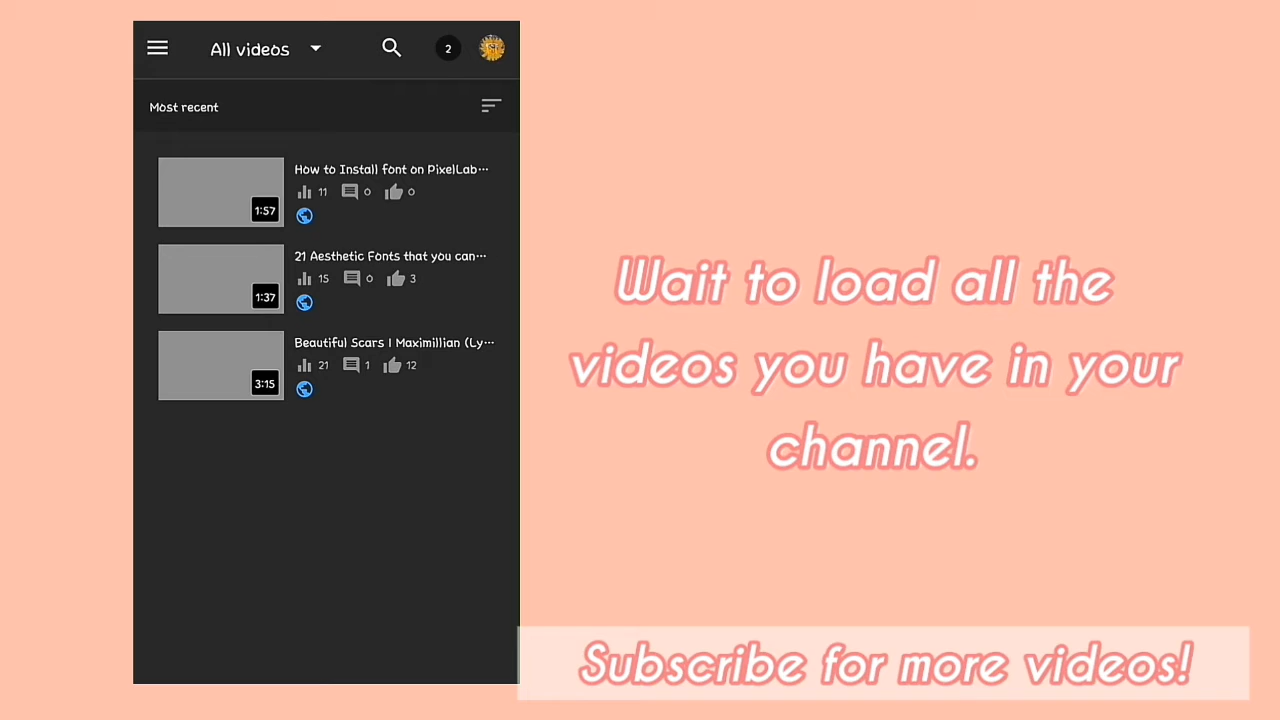 All videos
2
Most recent
How to Install font on PixelLab...
11 0 0
1:57
21 Aesthetic Fonts that you can...
15 0 3
1:37
Beautiful Scars | Maximillian (Ly...
21 1 12
3:15
Wait to load all the
videos you have in your
channel.
Subscribe for more videos!